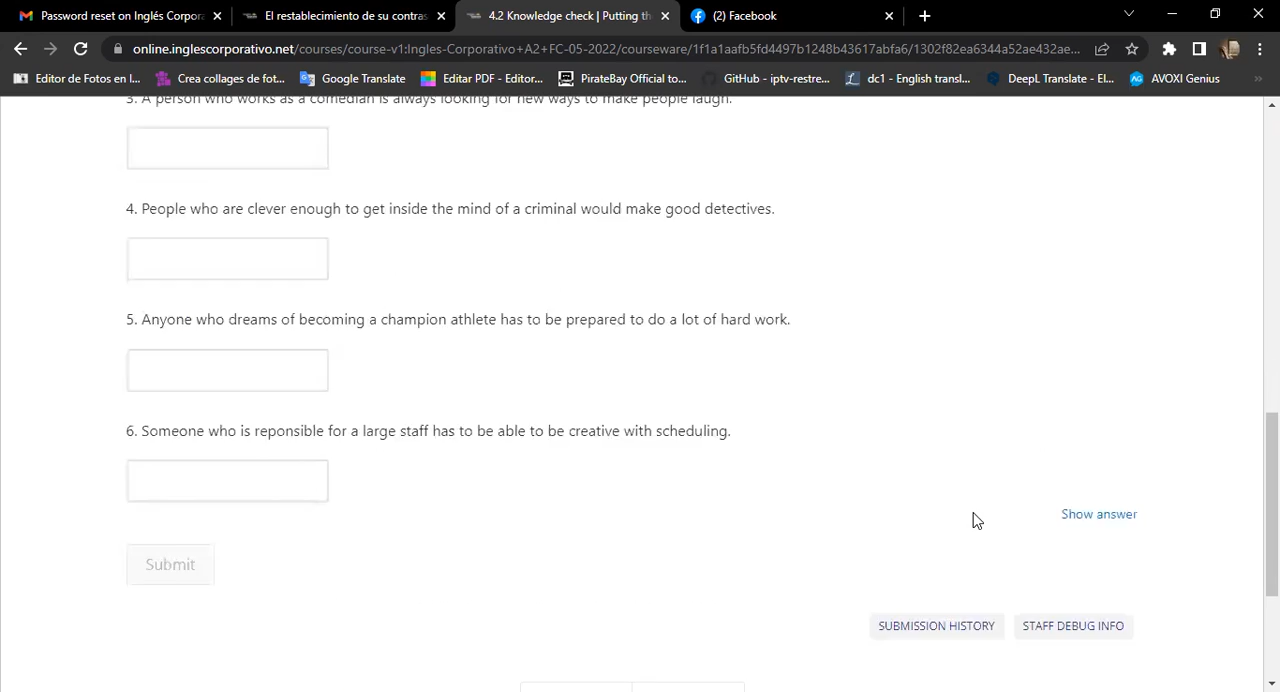 Password reset on Inglés Corpora
El restablecimiento de su contras
4.2 Knowledge check | Putting th
(2) Facebook
online.inglescorporativo.net/courses/course-v1:Ingles-Corporativo+A2+FC-05-2022/courseware/1f1a1aafb5fd4497b1248b43617abfa6/1302f82ea6344a52ae432ae...
Editor de Fotos en l...
Crea collages de fot...
Google Translate
Editar PDF - Editor...
PirateBay Official to...
GitHub - iptv-restre...
dc1 - English transl...
DeepL Translate - El...
AVOXI Genius
»
3. A person who works as a comedian is always looking for new ways to make people laugh.
4. People who are clever enough to get inside the mind of a criminal would make good detectives.
5. Anyone who dreams of becoming a champion athlete has to be prepared to do a lot of hard work.
6. Someone who is reponsible for a large staff has to be able to be creative with scheduling.
Show answer
Submit
SUBMISSION HISTORY
STAFF DEBUG INFO